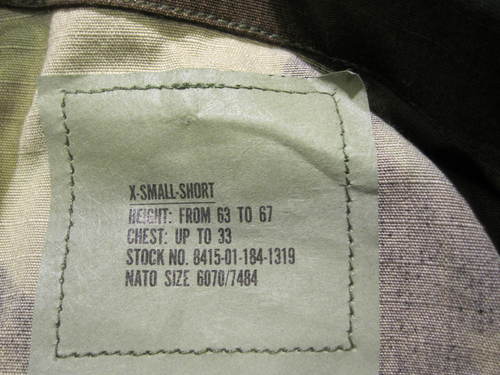 X-SMALL-SHORT
HEIGHT: FROM 63 TO 67
CHEST: UP TO 33
STOCK NO. 8415-01-184-1319
NATO SIZE 6070/7484